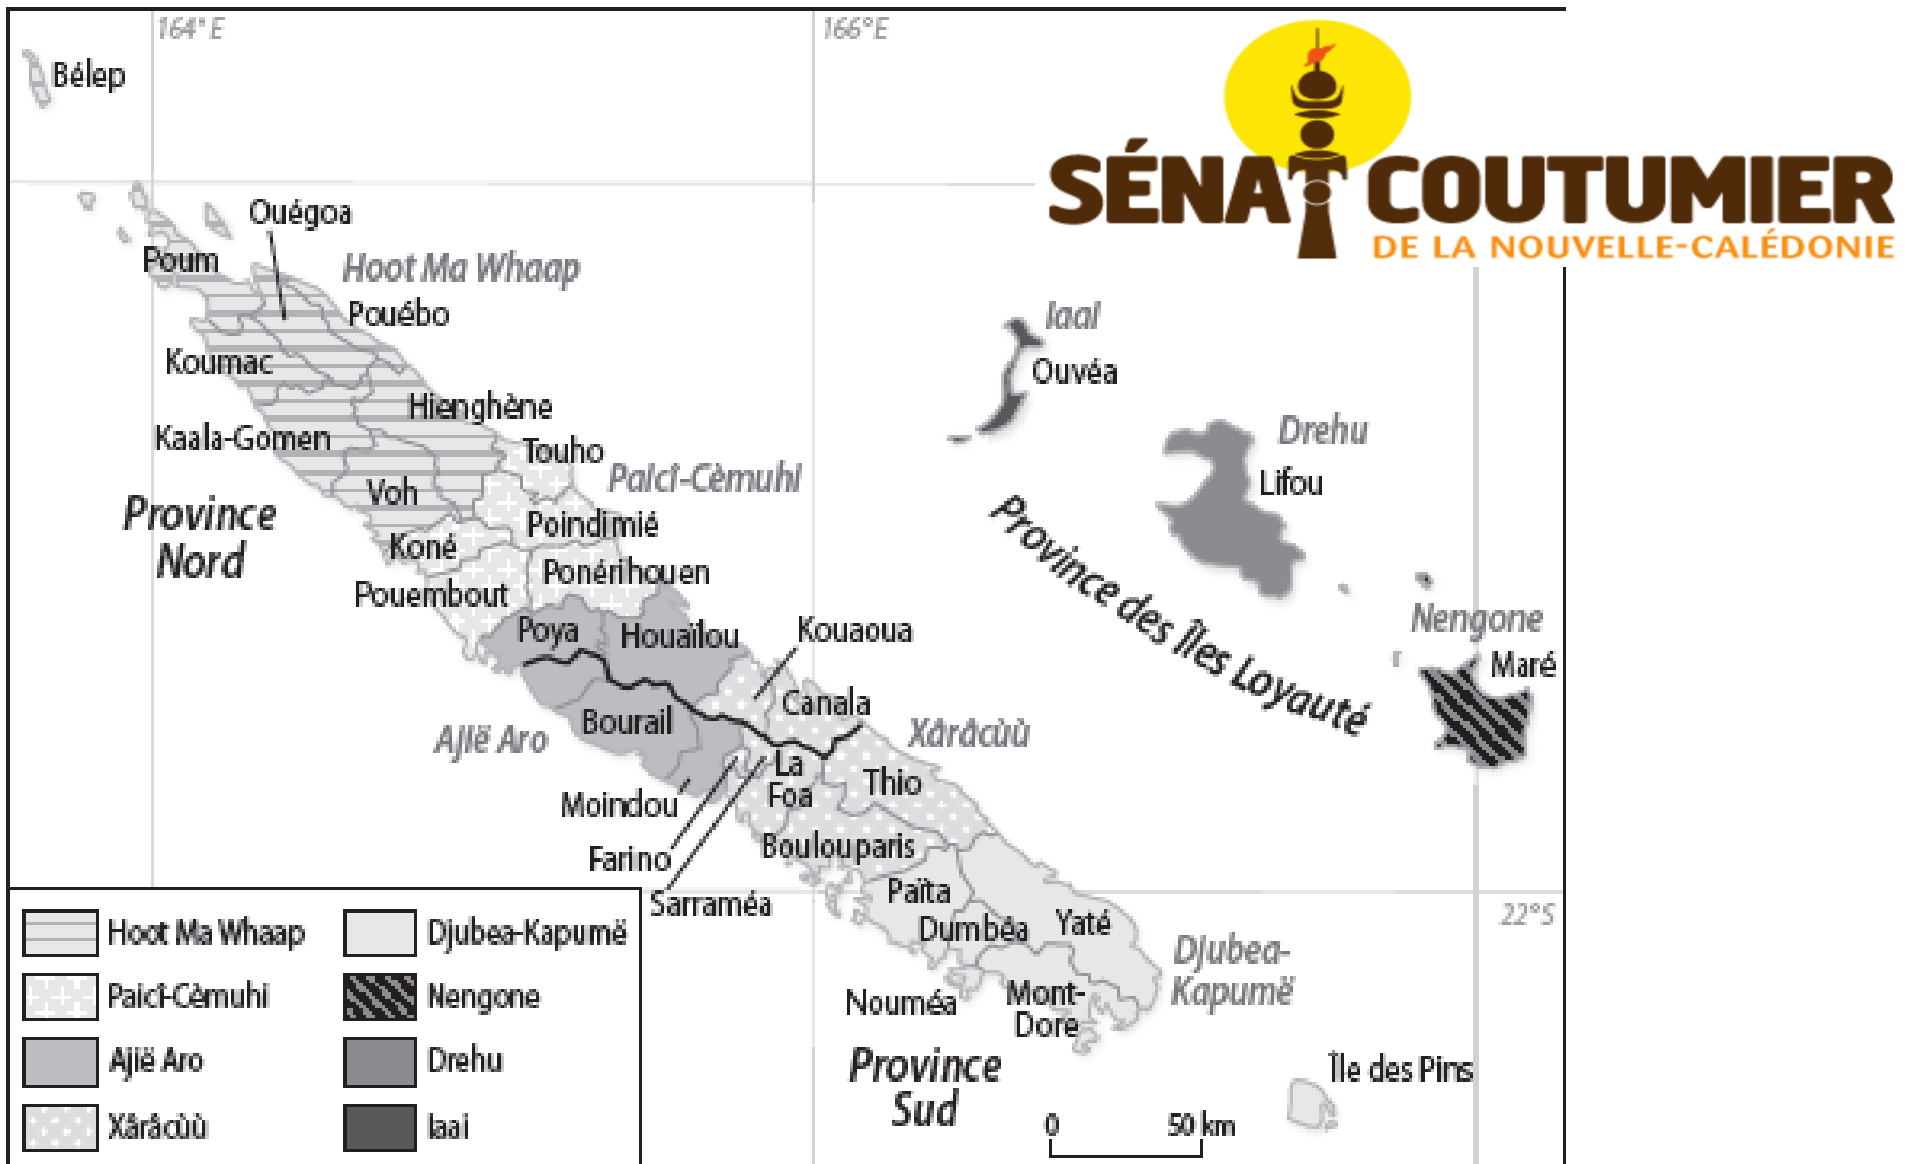 164° E
166°E
Bélep
SÉNAT COUTUMIER
DE LA NOUVELLE-CALÉDONIE
Ouégoa
Poum
Hoot Ma Whaap
Pouébo
Iaai
Koumac
Ouvéa
Hienghène
Drehu
Kaala-Gomen
Touho
Paicî-Cèmuhi
Lifou
Voh
Province
Nord
Poindimié
Koné
Province des Îles Loyauté
Ponérihouen
Pouembout
Nengone
Poya
Houaïlou
Kouaoua
Maré
Canala
Bourail
Ajië Aro
Xârâcùù
La
Foa
Thio
Moindou
Boulouparis
Farino
Païta
Sarraméa
22°S
Dumbéa
Yaté
Djubea-
Kapumë
Nouméa
Mont-
Dore
Province
Sud
Île des Pins
0
50 km
Hoot Ma Whaap
Djubea-Kapumë
Paicî-Cèmuhi
Nengone
Ajië Aro
Drehu
Xârâcùù
Iaai